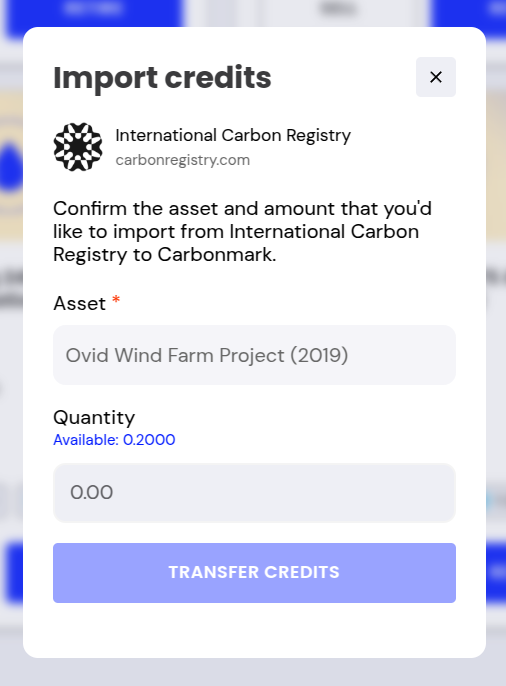 Import credits
International Carbon Registry
carbonregistry.com
Confirm the asset and amount that you'd
like to import from International Carbon
Registry to Carbonmark.
Asset *
Ovid Wind Farm Project (2019)
Quantity
Available: 0.2000
0.00
TRANSFER CREDITS